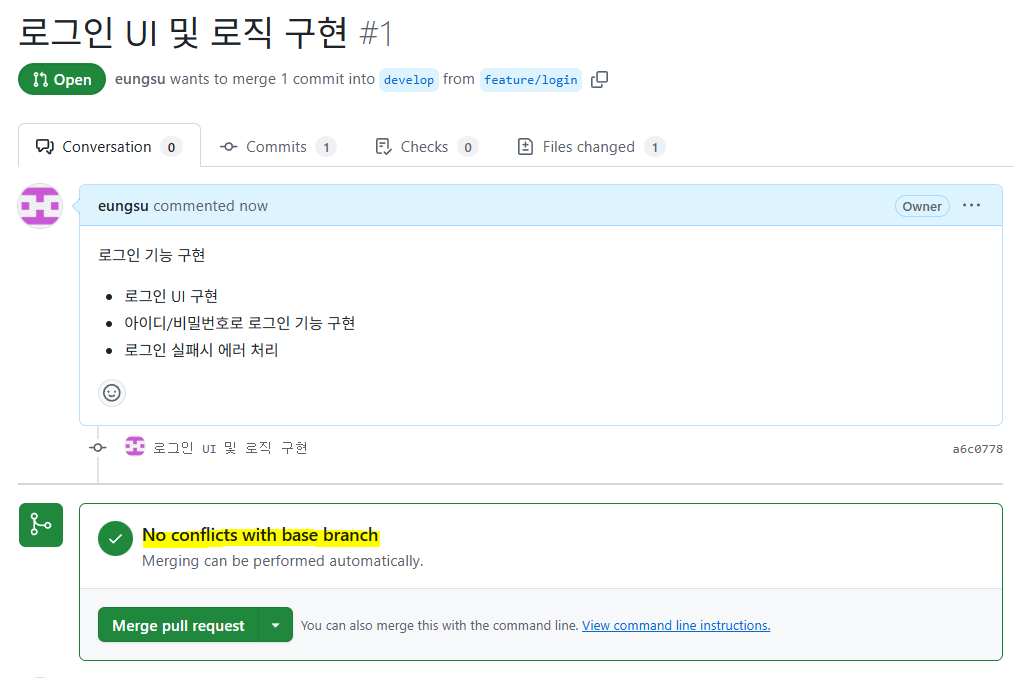 로그인 UI 및 로직 구현 #1
Open eungsu wants to merge 1 commit into develop from feature/login
Conversation 0 Commits 1 Checks 0 Files changed 1
eungsu commented now Owner
로그인 기능 구현
로그인 UI 구현
아이디/비밀번호로 로그인 기능 구현
로그인 실패시 에러 처리
로그인 UI 및 로직 구현 a6c0778
No conflicts with base branch
Merging can be performed automatically.
Merge pull request You can also merge this with the command line. View command line instructions.